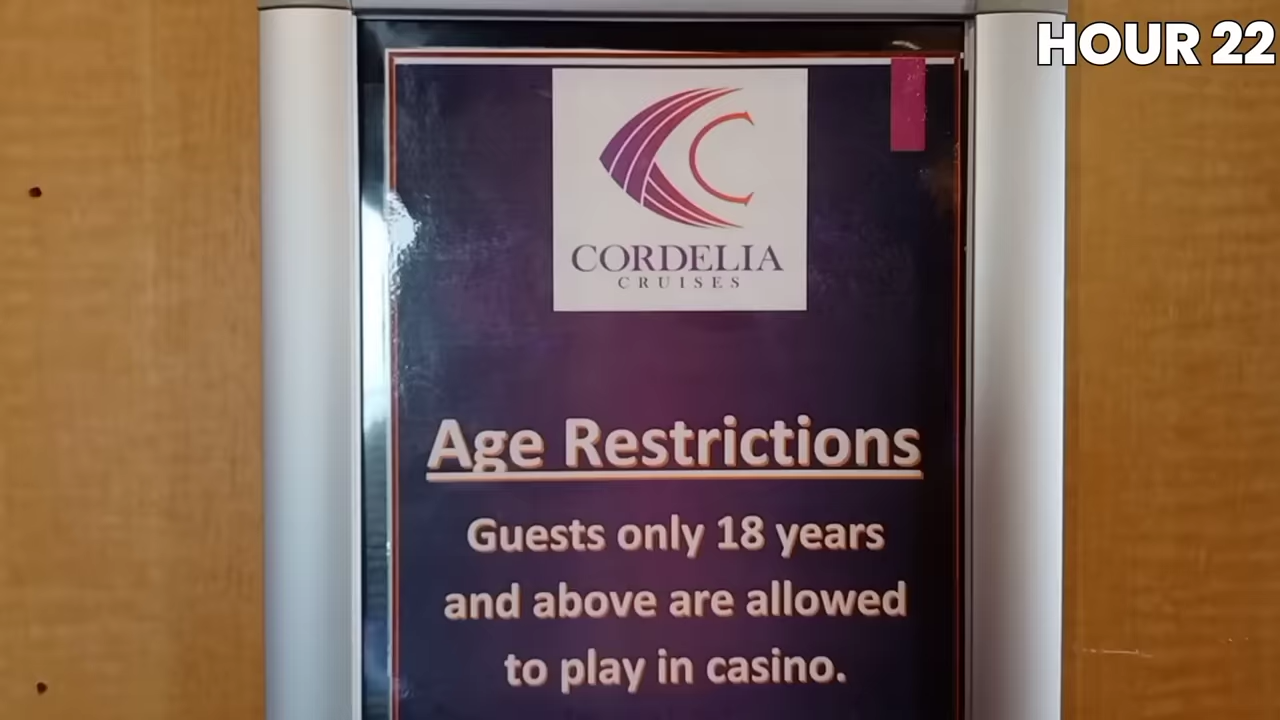 HOUR 22
CORDELIA
CRUISES
Age Restrictions
Guests only 18 years
and above are allowed
to play in casino.